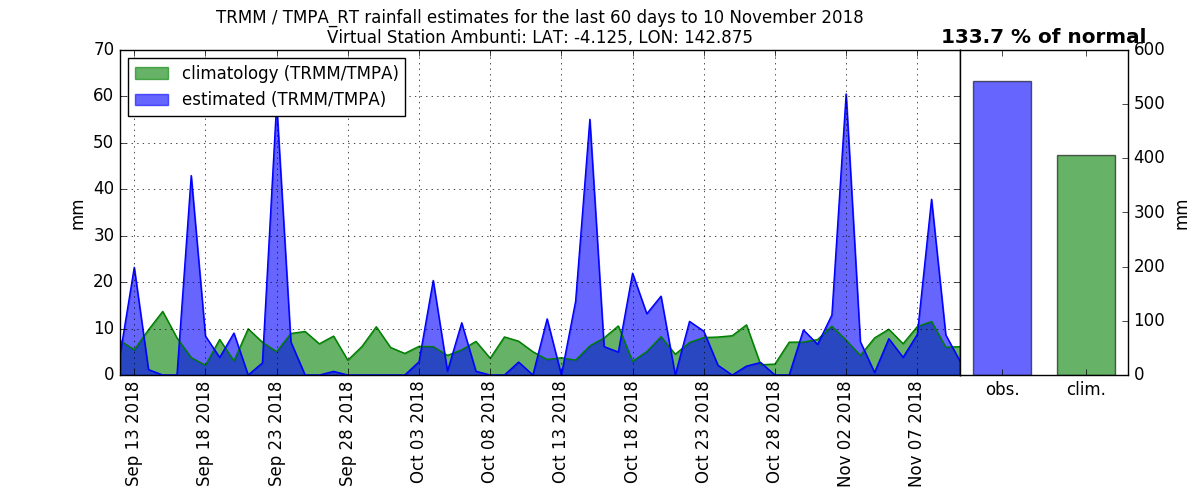 TRMM / TMPA_RT rainfall estimates for the last 60 days to 10 November 2018
Virtual Station Ambunti: LAT: -4.125, LON: 142.875
133.7 % of normal
climatology (TRMM/TMPA)
estimated (TRMM/TMPA)
70
60
50
40
30
20
10
0
mm
Sep 13 2018
Sep 18 2018
Sep 23 2018
Sep 28 2018
Oct 03 2018
Oct 08 2018
Oct 13 2018
Oct 18 2018
Oct 23 2018
Oct 28 2018
Nov 02 2018
Nov 07 2018
obs.
clim.
600
500
400
300
200
100
0
mm